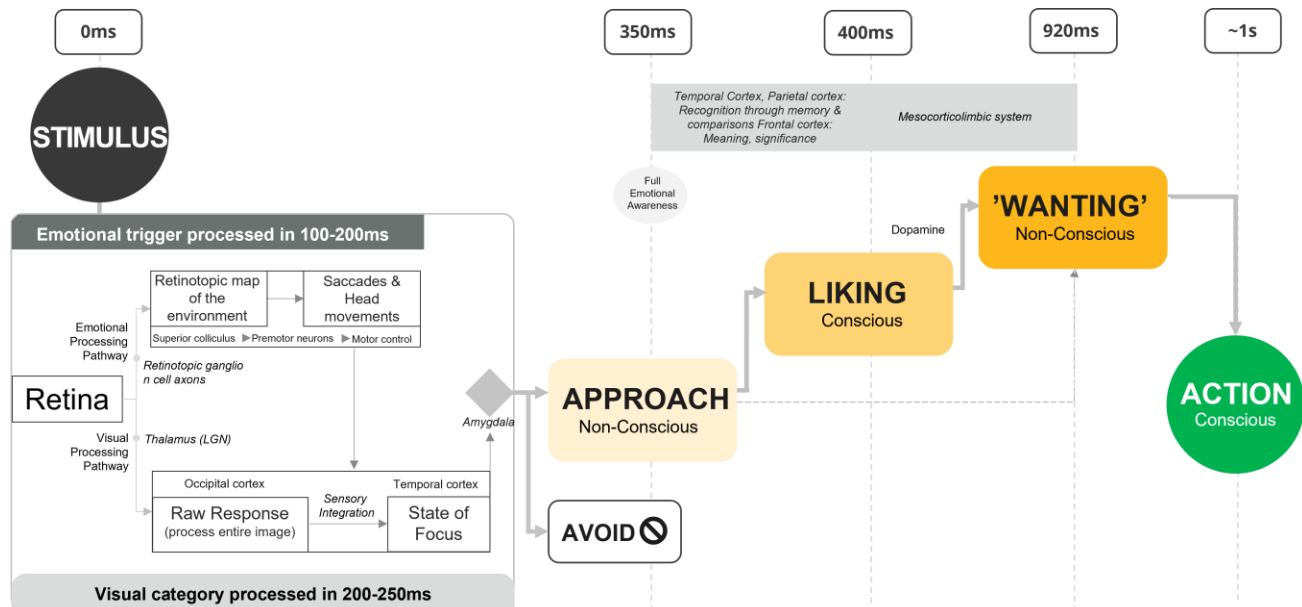 0ms
350ms
400ms
920ms
~1s
STIMULUS
Temporal Cortex, Parietal cortex:
Recognition through memory &
comparisons Frontal cortex:
Meaning, significance
Mesocorticolimbic system
Full
Emotional
Awareness
Emotional trigger processed in 100-200ms
Retinotopic map
of the
environment
Saccades &
Head
movements
Superior colliculus
Premotor neurons
Motor control
Emotional
Processing
Pathway
Retinotopic ganglio
n cell axons
Retina
Visual
Processing
Pathway
Thalamus (LGN)
Occipital cortex
Temporal cortex
Raw Response
(process entire image)
Sensory
Integration
State of
Focus
Visual category processed in 200-250ms
Amygdala
APPROACH
Non-Conscious
AVOID
LIKING
Conscious
Dopamine
’WANTING’
Non-Conscious
ACTION
Conscious